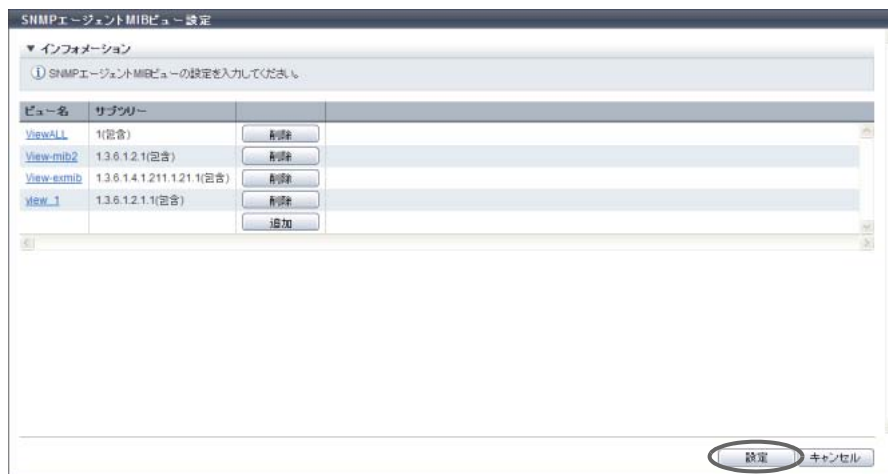 SNMPエージェントMIBビュー設定
▼ インフォメーション
SNMPエージェントMIBビューの設定を入力してください。
ビュー名 サブツリー
ViewALL 1(包含) 削除
View-mib2 1.3.6.1.2.1(包含) 削除
View-exmib 1.3.6.1.4.1.211.1.21.1(包含) 削除
view_1 1.3.6.1.2.1.1(包含) 削除
追加
設定 キャンセル